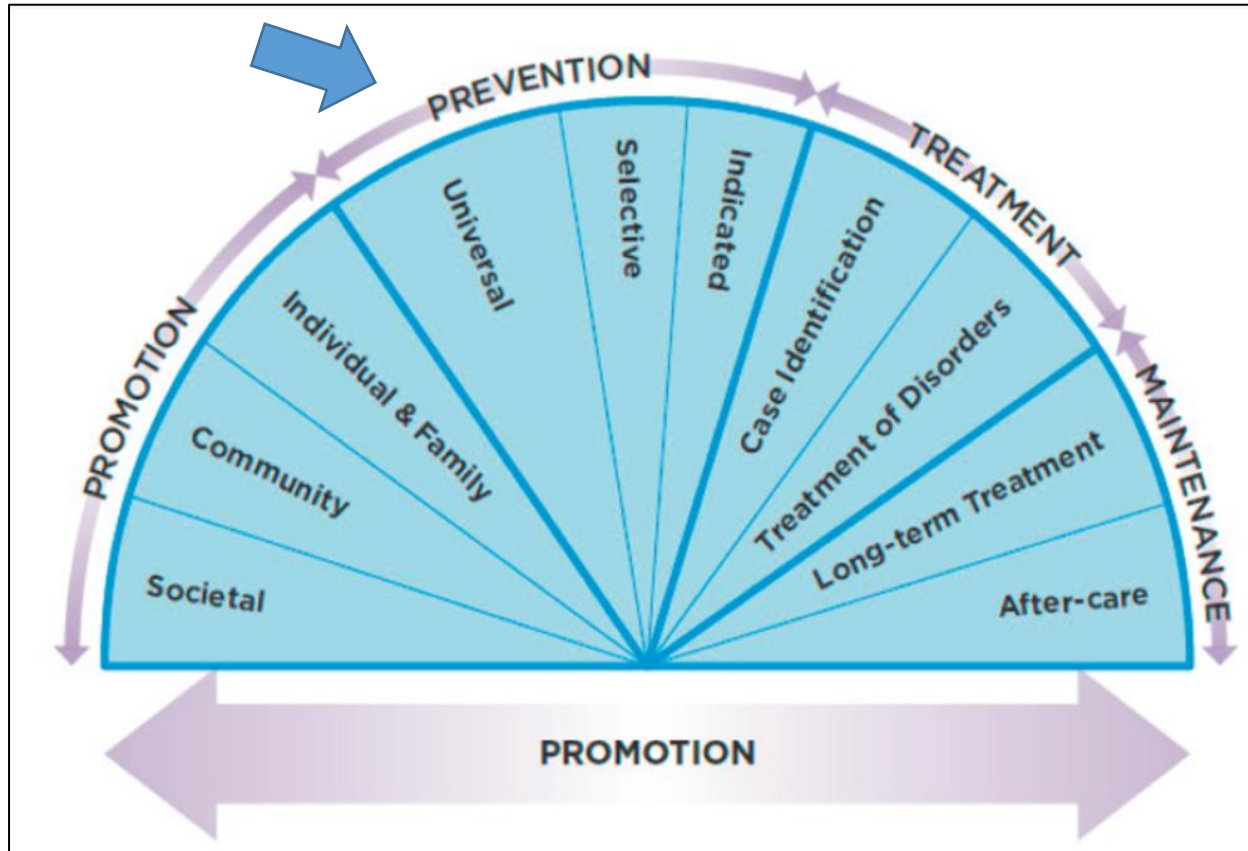 PROMOTION
PREVENTION
TREATMENT
MAINTENANCE
Societal
Community
Individual & Family
Universal
Selective
Indicated
Case Identification
Treatment of Disorders
Long-term Treatment
After-care
PROMOTION